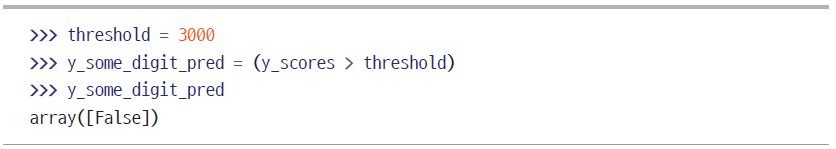 >>> threshold = 3000
>>> y_some_digit_pred = (y_scores > threshold)
>>> y_some_digit_pred
array([False])